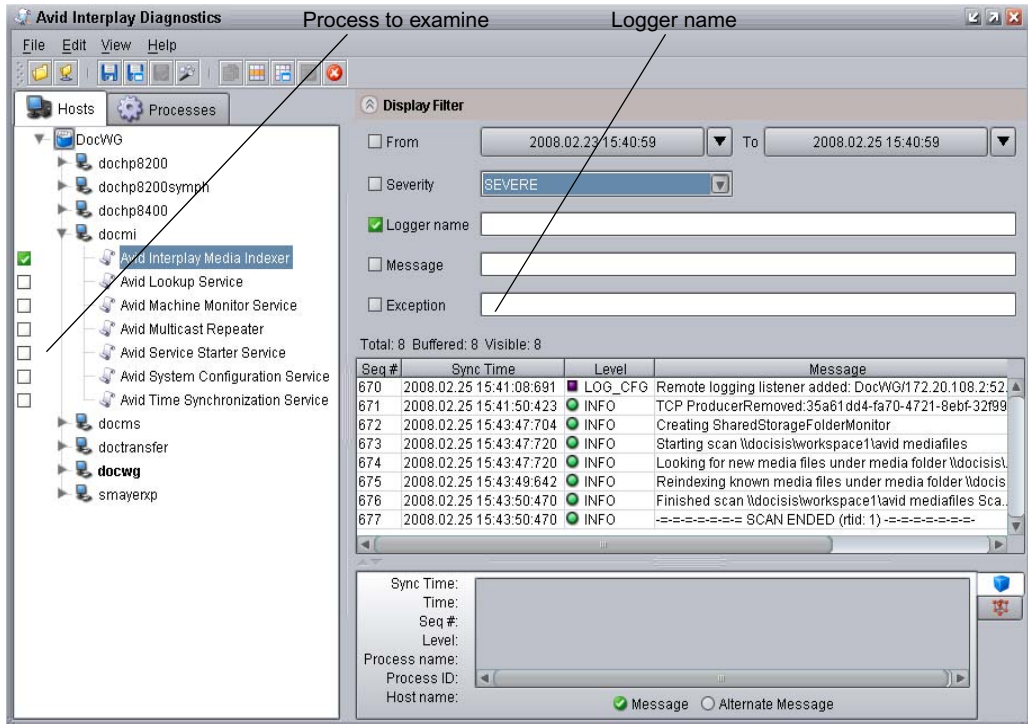 Avid Interplay Diagnostics
Process to examine
Logger name
File Edit View Help
Hosts
Processes
DocWG
dochp8200
dochp8200symph
dochp8400
docmi
Avid Interplay Media Indexer
Avid Lookup Service
Avid Machine Monitor Service
Avid Multicast Repeater
Avid Service Starter Service
Avid System Configuration Service
Avid Time Synchronization Service
docms
doctransfer
docwg
smayerxp
Display Filter
From 2008.02.23 15:40:59 To 2008.02.25 15:40:59
Severity SEVERE
Logger name
Message
Exception
Total: 8 Buffered: 8 Visible: 8
Seq # Sync Time Level Message
670 2008.02.25 15:41:08:691 LOG_CFG Remote logging listener added: DocWG/172.20.108.2:52.
671 2008.02.25 15:41:50:423 INFO TCP ProducerRemoved:35a61dd4-fa70-4721-8ebf-32f99
672 2008.02.25 15:43:47:704 INFO Creating SharedStorageFolderMonitor
673 2008.02.25 15:43:47:720 INFO Starting scan \\docisis\workspace1\avid mediafiles
674 2008.02.25 15:43:47:720 INFO Looking for new media files under media folder \\docisis\.
675 2008.02.25 15:43:49:642 INFO Reindexing known media files under media folder \\docis
676 2008.02.25 15:43:50:470 INFO Finished scan \\docisis\workspace1\avid mediafiles Sca...
677 2008.02.25 15:43:50:470 INFO -=-=-=-=-=-=-= SCAN ENDED (rtid: 1) -=-=-=-=-=-=-=-
Sync Time:
Time:
Seq #:
Level:
Process name:
Process ID:
Host name:
Message Alternate Message